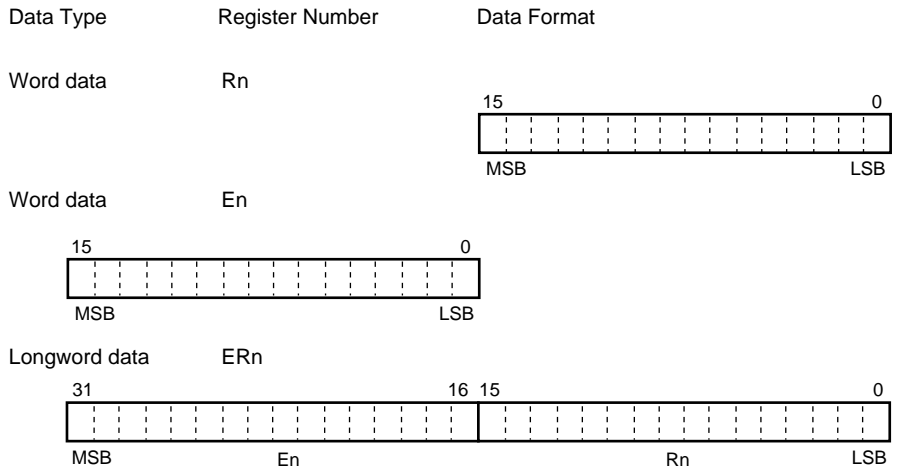 Data Type Register Number Data Format
Word data Rn
15 0
MSB LSB
Word data En
15 0
MSB LSB
Longword data ERn
31 16 15 0
MSB En Rn LSB